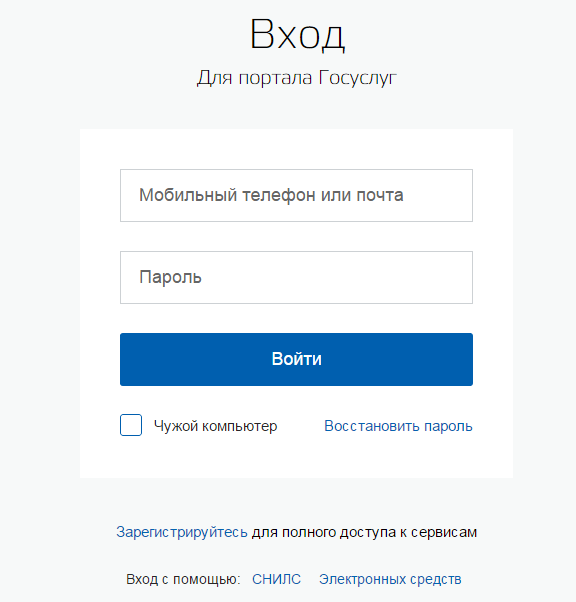 Вход
Для портала Госуслуг
Мобильный телефон или почта
Пароль
Войти
Чужой компьютер Восстановить пароль
Зарегистрируйтесь для полного доступа к сервисам
Вход с помощью: СНИЛС Электронных средств